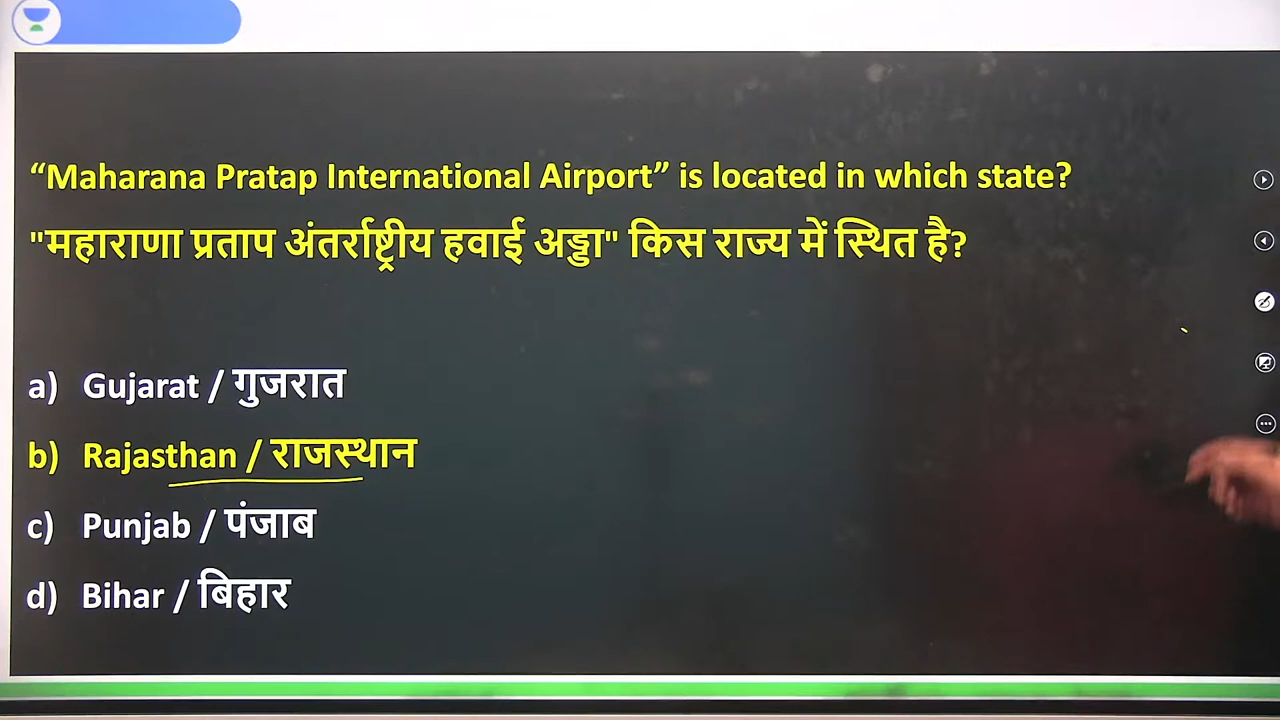 “Maharana Pratap International Airport” is located in which state?
"महाराणा प्रताप अंतर्राष्ट्रीय हवाई अड्डा" किस राज्य में स्थित है?
a) Gujarat / गुजरात
b) Rajasthan / राजस्थान
c) Punjab / पंजाब
d) Bihar / बिहार